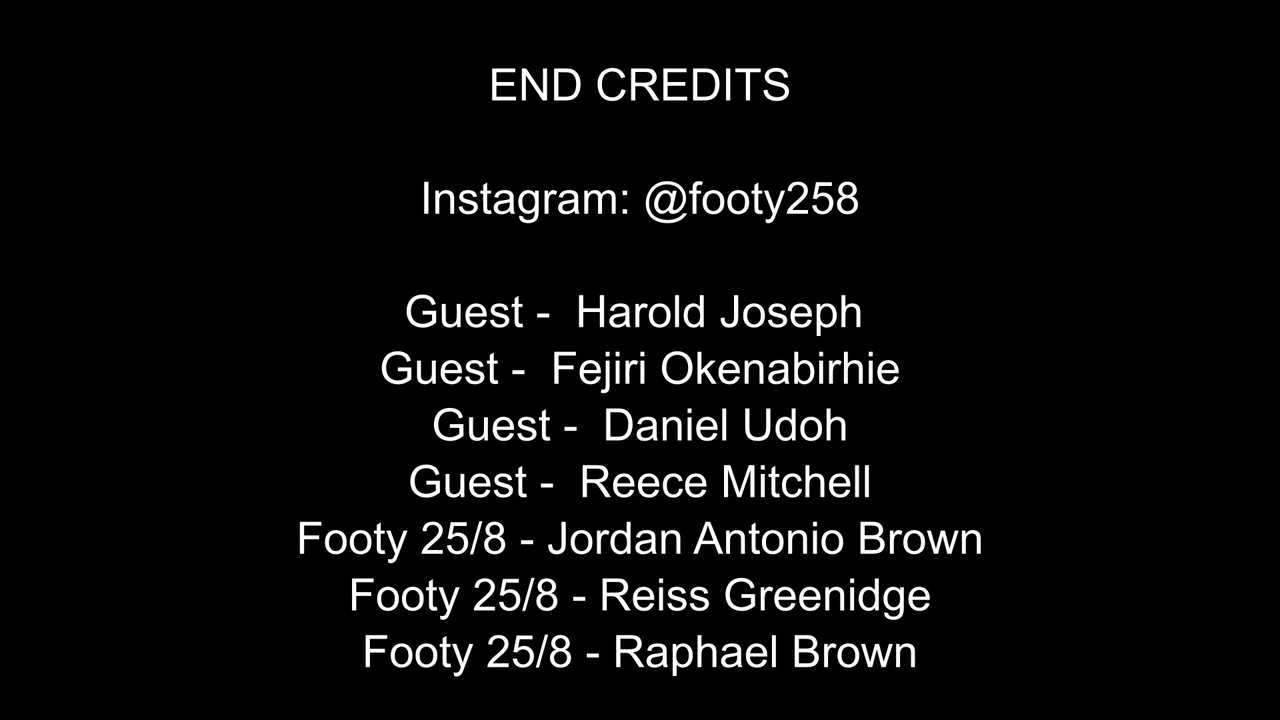 END CREDITS
Instagram: @footy258
Guest -  Harold Joseph
Guest -  Fejiri Okenabirhie
Guest -  Daniel Udoh
Guest -  Reece Mitchell
Footy 25/8 - Jordan Antonio Brown
Footy 25/8 - Reiss Greenidge
Footy 25/8 - Raphael Brown